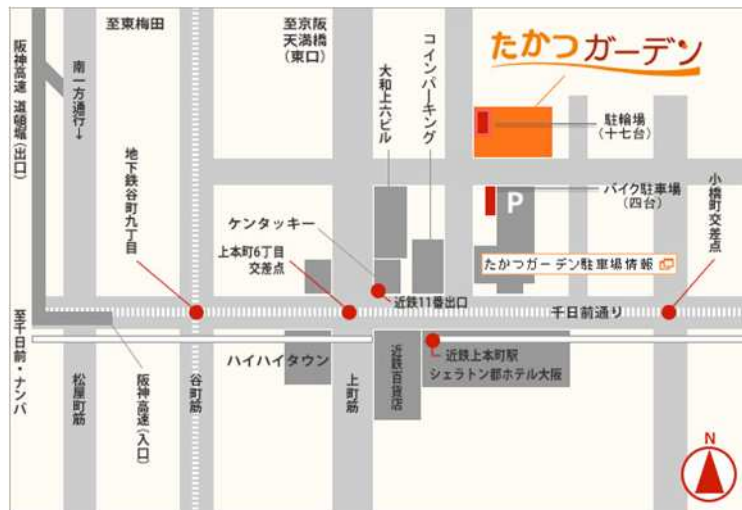 至東梅田
至京阪
天満橋
(東口)
コインパーキング
たかつガーデン
阪神高速 道頓堀(出口)
南一方通行→
大和上六ビル
駐輪場
(十七台)
地下鉄谷町九丁目
ケンタッキー
P
バイク駐車場
(四台)
小橋町交差点
上本町6丁目
交差点
たかつガーデン駐車場情報
近鉄11番出口
千日前通り
至千日前・ナンバ
ハイハイタウン
近鉄上本町駅
シェラトン都ホテル大阪
松屋町筋
阪神高速(入口)
谷町筋
上町筋
近鉄百貨店
N